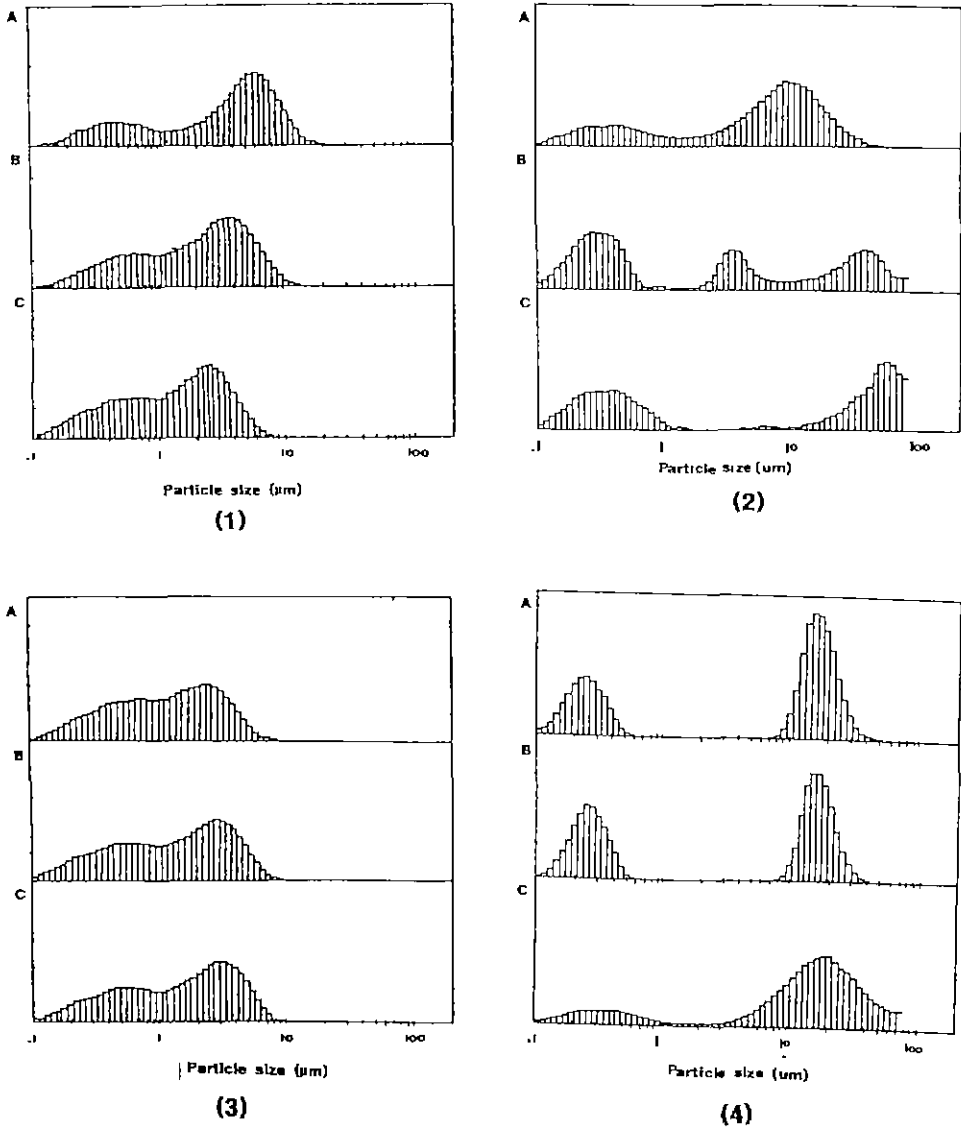 A
B
C
.1 1 10 100
Particle size (µm)
(1)
A
B
C
.1 1 10 100
Particle size (um)
(2)
A
B
C
.1 1 10 100
Particle size (µm)
(3)
A
B
C
.1 1 10 100
Particle size (um)
(4)